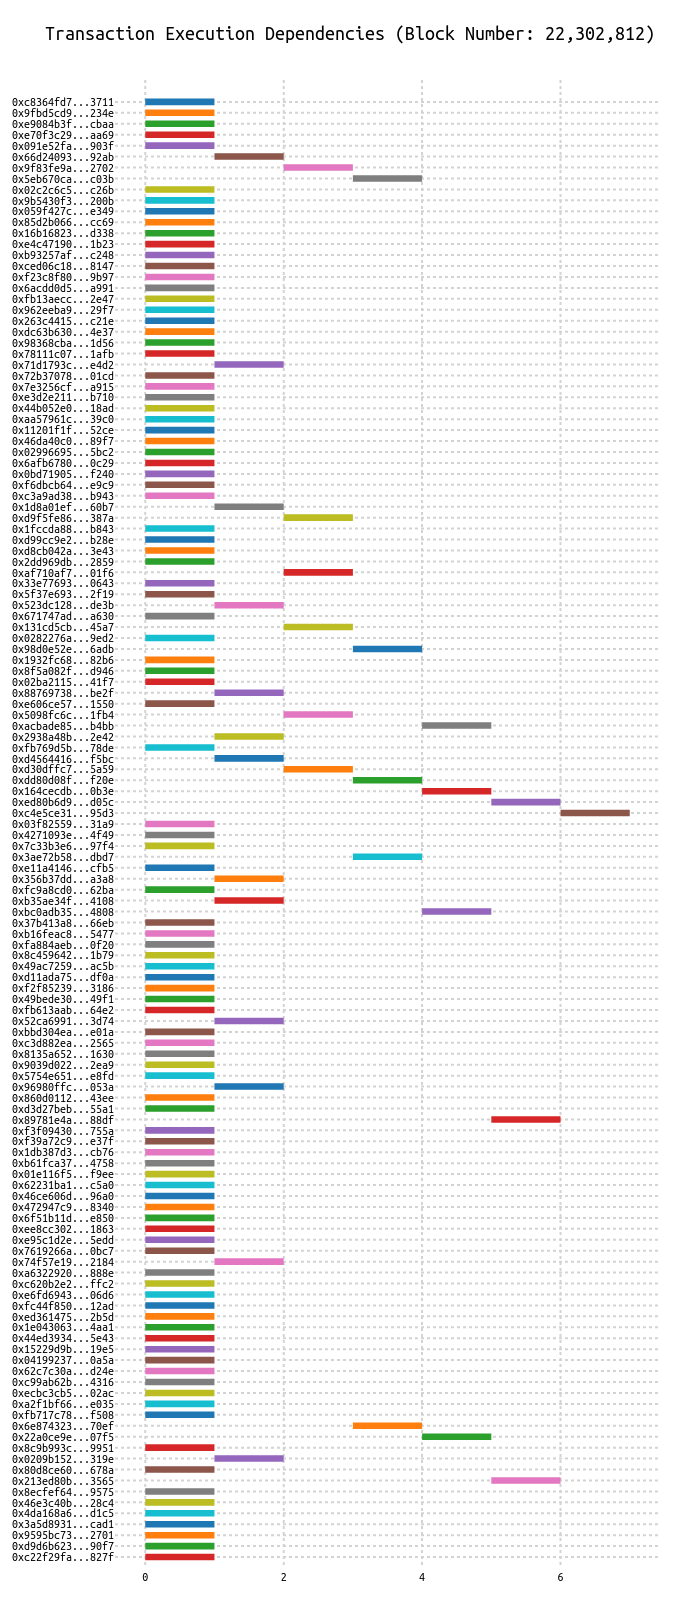 Transaction Execution Dependencies (Block Number: 22,302,812)
0xc8364fd7...3711
0x9fbd5cd9...234e
0xe9084b3f...cbaa
0xe70f3c29...aa69
0x091e52fa...903f
0x66d24093...92ab
0x9f83fe9a...2702
0x5eb670ca...c03b
0x02c2c6c5...c26b
0x9b5430f3...200b
0x059f427c...e349
0x85d2b066...cc69
0x16b16823...d338
0xe4c47190...1b23
0xb93257af...c248
0xced06c18...8147
0xf23c8f80...9b97
0x6acdd0d5...a991
0xfb13aecc...2e47
0x962eeba9...29f7
0x263c4415...c21e
0xdc63b630...4e37
0x98368cba...1d56
0x78111c07...1afb
0x71d1793c...e4d2
0x72b37078...01cd
0x7e3256cf...a915
0xe3d2e211...b710
0x44b052e0...18ad
0xaa57961c...39c0
0x11201f1f...52ce
0x46da40c0...89f7
0x02996695...5bc2
0x6afb6780...0c29
0x0bd71905...f240
0xf6dbcb64...e9c9
0xc3a9ad38...b943
0x1d8a01ef...60b7
0xd9f5fe86...387a
0x1fccda88...b843
0xd99cc9e2...b28e
0xd8cb042a...3e43
0x2dd969db...2859
0xaf710af7...01f6
0x33e77693...0643
0x5f37e693...2f19
0x523dc128...de3b
0x671747ad...a630
0x131cd5cb...45a7
0x0282276a...9ed2
0x98d0e52e...6adb
0x1932fc68...82b6
0x8f5a082f...d946
0x02ba2115...41f7
0x88769738...be2f
0xe606ce57...1550
0x5098fc6c...1fb4
0xacbade85...b4bb
0x2938a48b...2e42
0xfb769d5b...78de
0xd4564416...f5bc
0xd30dffc7...5a59
0xdd80d08f...f20e
0x164cecdb...0b3e
0xed80b6d9...d05c
0xc4e5ce31...95d3
0x03f82559...31a9
0x4271093e...4f49
0x7c33b3e6...97f4
0x3ae72b58...dbd7
0xe11a4146...cfb5
0x356b37dd...a3a8
0xfc9a8cd0...62ba
0xb35ae34f...4108
0xbc0adb35...4808
0x37b413a8...66eb
0xb16feac8...5477
0xfa884aeb...0f20
0x8c459642...1b79
0x49ac7259...ac5b
0xd11ada75...df0a
0xf2f85239...3186
0x49bede30...49f1
0xfb613aab...64e2
0x52ca6991...3d74
0xbbd304ea...e01a
0xc3d882ea...2565
0x8135a652...1630
0x9039d022...2ea9
0x5754e651...e8fd
0x96980ffc...053a
0x860d0112...43ee
0xd3d27beb...55a1
0x89781e4a...88df
0xf3f09430...755a
0xf39a72c9...e37f
0x1db387d3...cb76
0xb61fca37...4758
0x01e116f5...f9ee
0x62231ba1...c5a0
0x46ce606d...96a0
0x472947c9...8340
0x6f51b11d...e850
0xee8cc302...1863
0xe95c1d2e...5edd
0x7619266a...0bc7
0x74f57e19...2184
0xa6322920...888e
0xc620b2e2...ffc2
0xe6fd6943...06d6
0xfc44f850...12ad
0xed361475...2b5d
0x1e043063...4aa1
0x44ed3934...5e43
0x15229d9b...19e5
0x04199237...0a5a
0x62c7c30a...d24e
0xc99ab62b...4316
0xecbc3cb5...02ac
0xa2f1bf66...e035
0xfb717c78...f508
0x6e874323...70ef
0x22a0ce9e...07f5
0x8c9b993c...9951
0x0209b152...319e
0x80d8ce60...678a
0x213ed80b...3565
0x8ecfef64...9575
0x46e3c40b...28c4
0x4da168a6...d1c5
0x3a5d8931...cad1
0x9595bc73...2701
0xd9d6b623...90f7
0xc22f29fa...827f
0 2 4 6